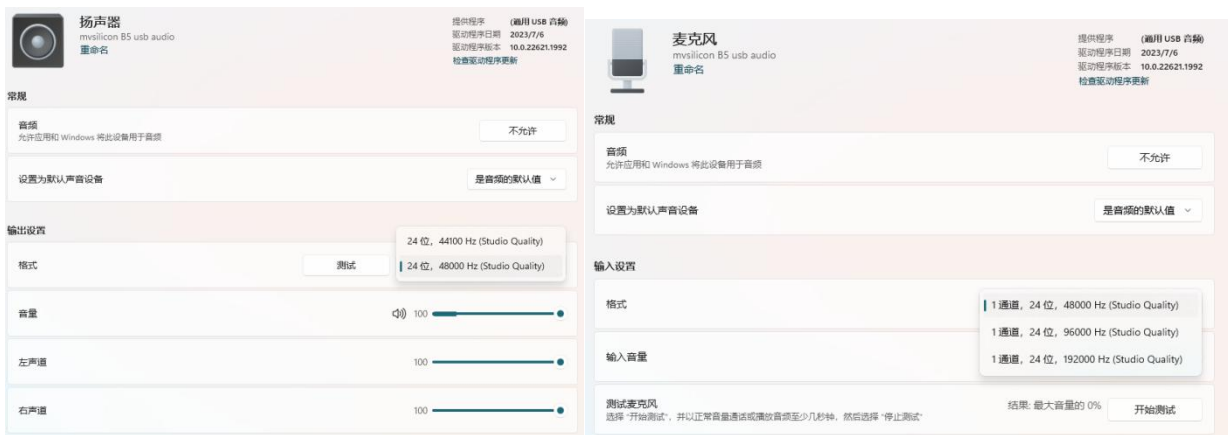 扬声器
mvsilicon B5 usb audio
重命名
提供程序 (通用 USB 音频)
驱动程序日期 2023/7/6
驱动程序版本 10.0.22621.1992
检查驱动程序更新
常规
音频
允许应用和 Windows 将此设备用于音频
不允许
设置为默认声音设备
是音频的默认值
输出设置
格式
测试
24 位, 44100 Hz (Studio Quality)
24 位, 48000 Hz (Studio Quality)
音量
100
左声道
100
右声道
100
麦克风
mvsilicon B5 usb audio
重命名
提供程序 (通用 USB 音频)
驱动程序日期 2023/7/6
驱动程序版本 10.0.22621.1992
检查驱动程序更新
常规
音频
允许应用和 Windows 将此设备用于音频
不允许
设置为默认声音设备
是音频的默认值
输入设置
格式
1 通道, 24 位, 48000 Hz (Studio Quality)
1 通道, 24 位, 96000 Hz (Studio Quality)
1 通道, 24 位, 192000 Hz (Studio Quality)
输入音量
测试麦克风
选择 "开始测试", 并以正常音量通话或播放音频至少几秒钟, 然后选择 "停止测试"
结果: 最大音量的 0%
开始测试